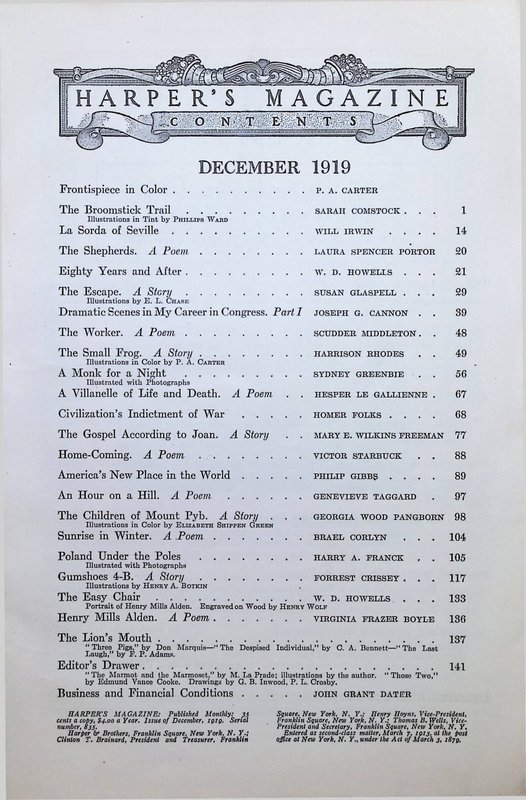 HARPER'S MAGAZINE
CONTENTS
DECEMBER 1919
Frontispiece in Color . . . . . . . . . . P. A. CARTER
The Broomstick Trail . . . . . . . . . SARAH COMSTOCK . . . 1
Illustrations in Tint by PHILLIPS WARD
La Sorda of Seville . . . . . . . . . . WILL IRWIN . . . . 14
The Shepherds. A Poem . . . . . . . . LAURA SPENCER PORTOR 20
Eighty Years and After . . . . . . . . . W. D. HOWELLS . . . 21
The Escape. A Story . . . . . . . . . SUSAN GLASPELL . . . 29
Illustrations by E. L. CHASE
Dramatic Scenes in My Career in Congress. Part I JOSEPH G. CANNON . . 39
The Worker. A Poem . . . . . . . . . SCUDDER MIDDLETON . . 48
The Small Frog. A Story . . . . . . . . HARRISON RHODES . . 49
Illustrations in Color by P. A. CARTER
A Monk for a Night . . . . . . . . . SYDNEY GREENBIE . . 56
Illustrated with Photographs
A Villanelle of Life and Death. A Poem . . HESPER LE GALLIENNE . 67
Civilization's Indictment of War . . . . . HOMER FOLKS . . . . 68
The Gospel According to Joan. A Story . . MARY E. WILKINS FREEMAN 77
Home-Coming. A Poem . . . . . . . . VICTOR STARBUCK . . 88
America's New Place in the World . . . . . PHILIP GIBBS . . . . 89
An Hour on a Hill. A Poem . . . . . . GENEVIEVE TAGGARD . 97
The Children of Mount Pyb. A Story . . . GEORGIA WOOD PANGBORN 98
Illustrations in Color by ELIZABETH SHIPPEN GREEN
Sunrise in Winter. A Poem . . . . . . . BRAEL CORLYN . . . 104
Poland Under the Poles . . . . . . . . HARRY A. FRANCK . . 105
Illustrated with Photographs
Gumshoes 4-B. A Story . . . . . . . FORREST CRISSEY . . . 117
Illustrations by HENRY A. BOTKIN
The Easy Chair . . . . . . . . . . W. D. HOWELLS . . . 133
Portrait of Henry Mills Alden. Engraved on Wood by HENRY WOLF
Henry Mills Alden. A Poem . . . . . . . VIRGINIA FRAZER BOYLE 136
The Lion's Mouth . . . . . . . . . . . . . . . . . . 137
"Three Pigs," by Don Marquis—"The Despised Individual," by C. A. Bennett—"The Last
Laugh," by F. P. Adams.
Editor's Drawer . . . . . . . . . . . . . . . . . . . 141
"The Marmot and the Marmoset," by M. La Prade; illustrations by the author. "Those Two,"
by Edmund Vance Cooke. Drawings by G. B. Inwood, P. L. Crosby.
Business and Financial Conditions . . . . . JOHN GRANT DATER
HARPER'S MAGAZINE: Published Monthly; 35
cents a copy, $4.00 a Year. Issue of December, 1919. Serial
number, 835.
Harper & Brothers, Franklin Square, New York, N. Y.;
Clinton T. Brainard, President and Treasurer, Franklin
Square, New York, N. Y.; Henry Hoyns, Vice-President,
Franklin Square, New York, N. Y.; Thomas B. Wells, Vice-
President and Secretary, Franklin Square, New York, N. Y.
Entered as second-class matter, March 7, 1913, at the post
office at New York, N. Y., under the Act of March 3, 1879.